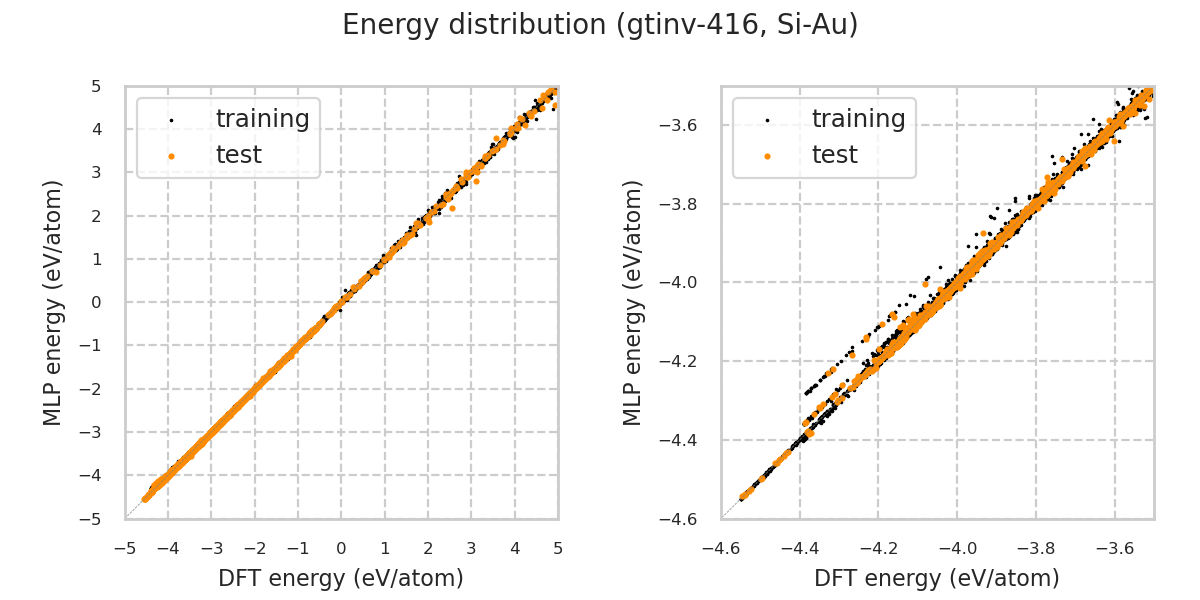 Energy distribution (gtinv-416, Si-Au)
MLP energy (eV/atom)
5
4
3
2
1
0
−1
−2
−3
−4
−5
training
test
−5 −4 −3 −2 −1 0 1 2 3 4 5
DFT energy (eV/atom)
MLP energy (eV/atom)
−3.6
−3.8
−4.0
−4.2
−4.4
−4.6
training
test
−4.6 −4.4 −4.2 −4.0 −3.8 −3.6
DFT energy (eV/atom)